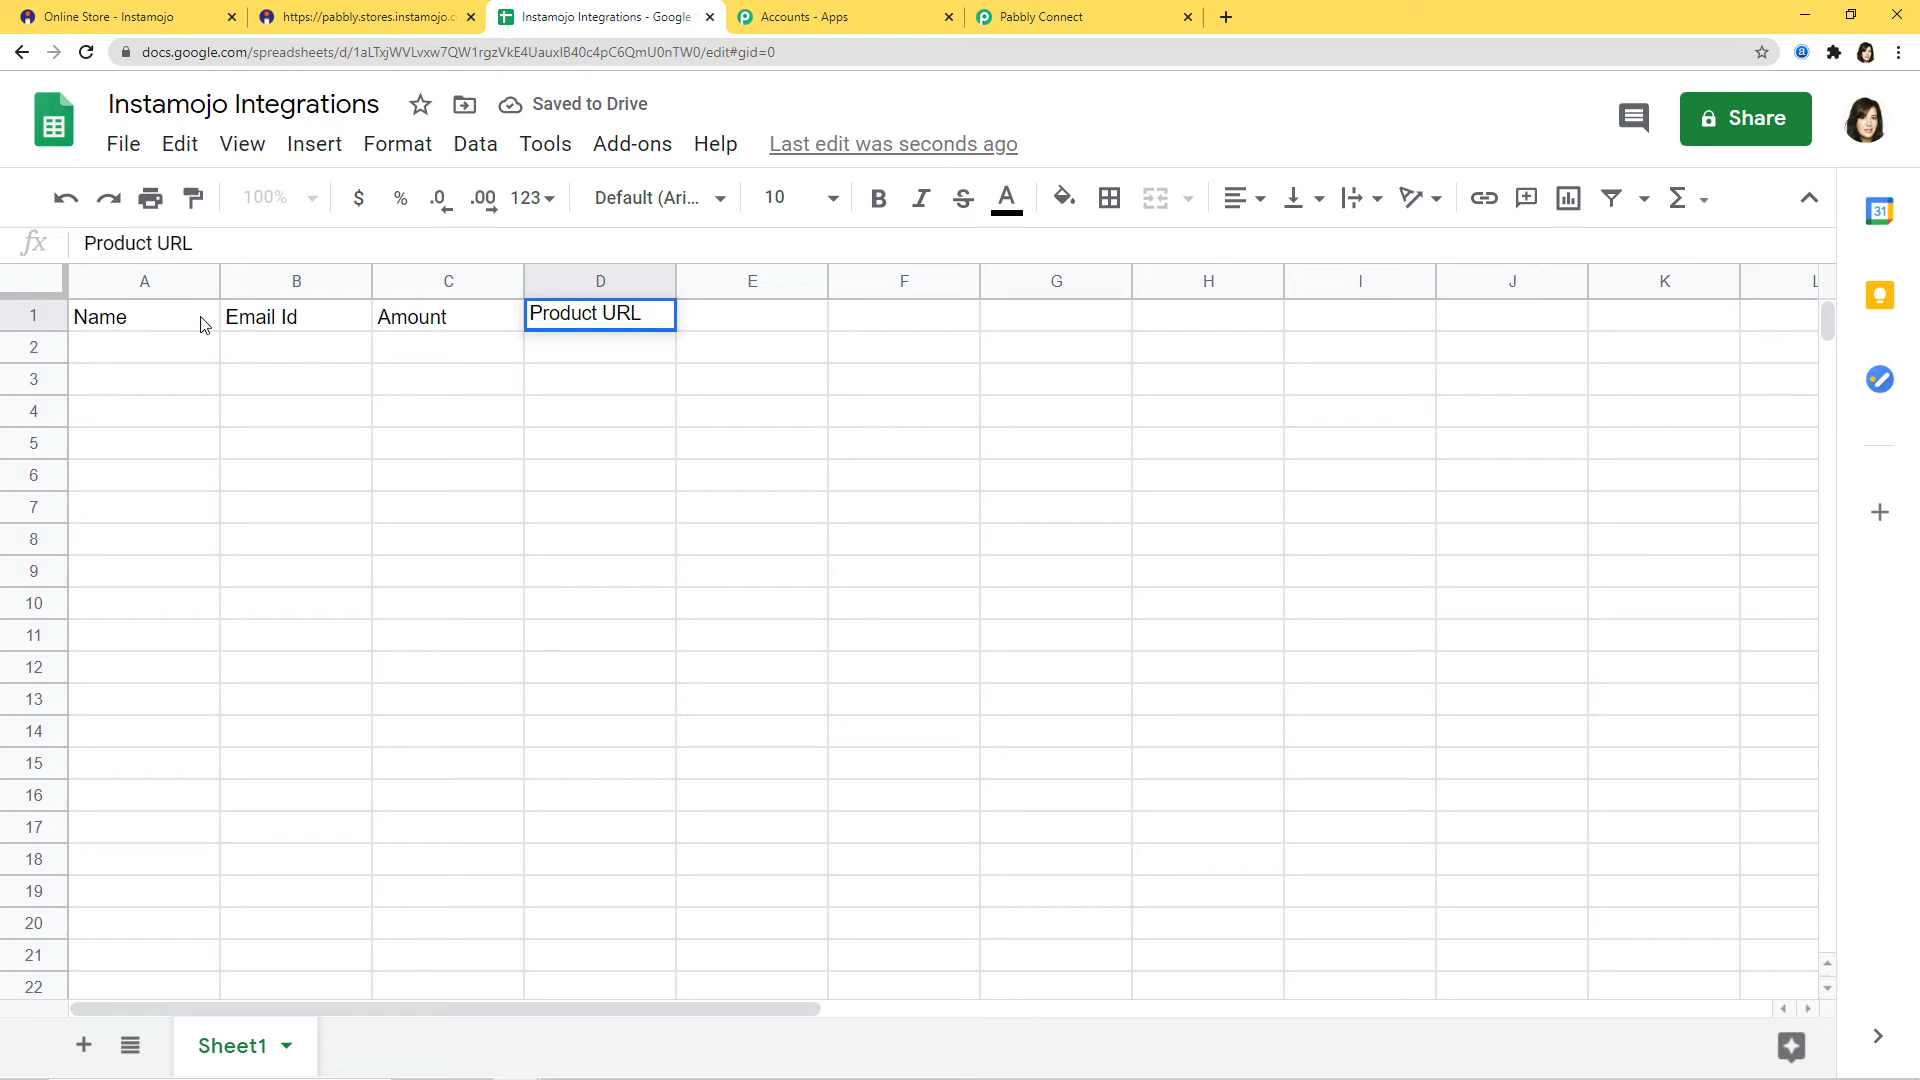 Online Store - Instamojo
https://pabbly.stores.instamojo.c
Instamojo Integrations - Google
Accounts - Apps
Pabbly Connect
docs.google.com/spreadsheets/d/1aLTxjWVLvxw7QW1rgzVkE4UauxlB40c4pC6QmU0nTW0/edit#gid=0
Instamojo Integrations
Saved to Drive
Share
File Edit View Insert Format Data Tools Add-ons Help Last edit was seconds ago
100% $ % .0 .00 123 Default (Ari... 10 B I S A Σ
31
fx Product URL
A B C D E F G H I J K L
1 Name Email Id Amount Product URL
2
3
4
5
6
7
8
9
10
11
12
13
14
15
16
17
18
19
20
21
22
Sheet1